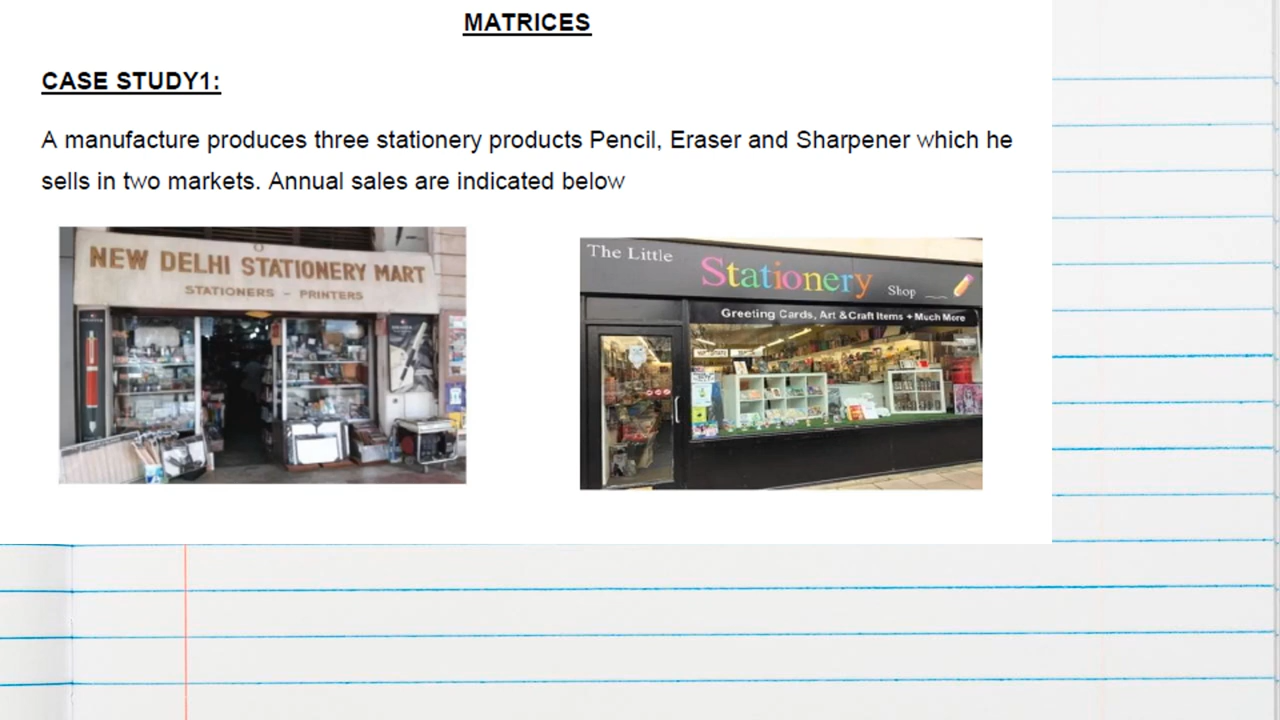 MATRICES
CASE STUDY1:
A manufacture produces three stationery products Pencil, Eraser and Sharpener which he
sells in two markets. Annual sales are indicated below
NEW DELHI STATIONERY MART
STATIONERS - PRINTERS
The Little
Stationery
Shop
Greeting Cards, Art & Craft Items + Much More